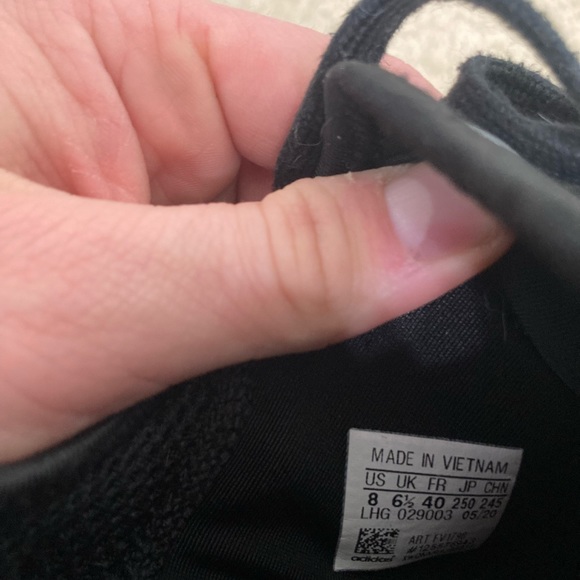 MADE IN VIETNAM
US UK FR JP CHN
8 6½ 40 250 245
LHG 029003 05/20
ART
adidas